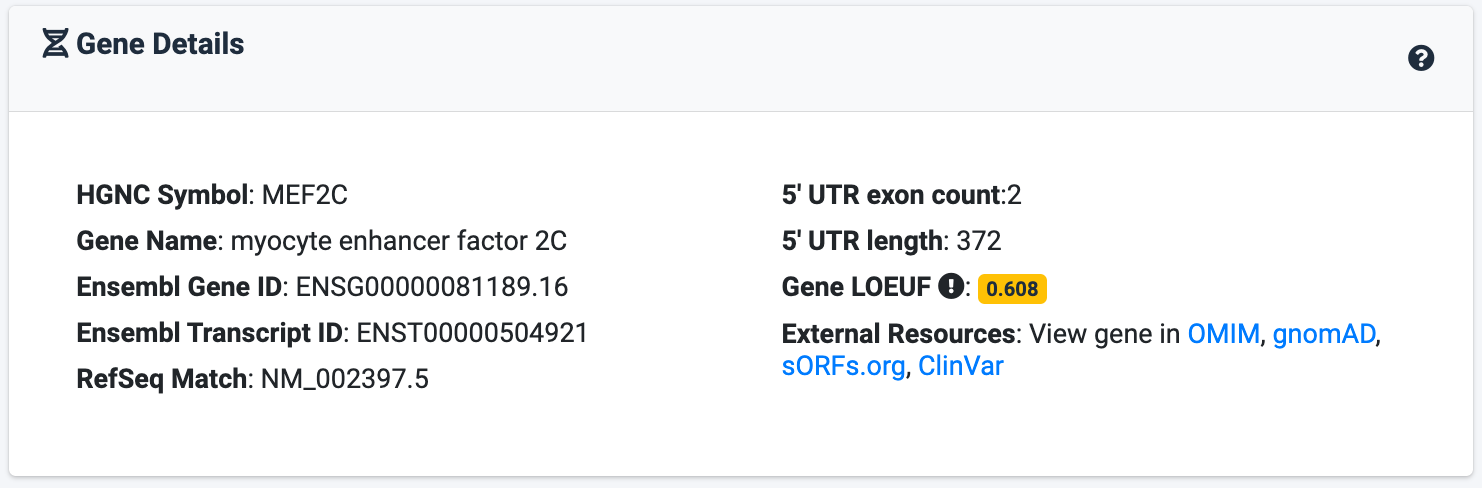 Gene Details
HGNC Symbol: MEF2C
Gene Name: myocyte enhancer factor 2C
Ensembl Gene ID: ENSG00000081189.16
Ensembl Transcript ID: ENST00000504921
RefSeq Match: NM_002397.5
5' UTR exon count:2
5' UTR length: 372
Gene LOEUF : 0.608
External Resources: View gene in OMIM, gnomAD,
sORFs.org, ClinVar